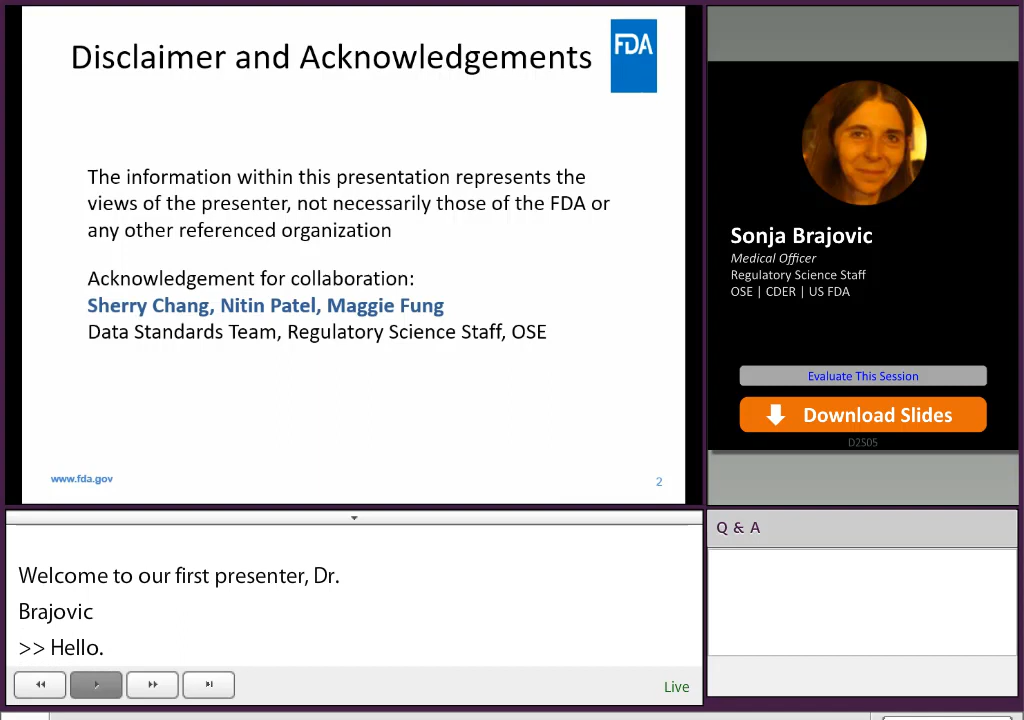 Disclaimer and Acknowledgements
FDA
The information within this presentation represents the
views of the presenter, not necessarily those of the FDA or
any other referenced organization
Acknowledgement for collaboration:
Sherry Chang, Nitin Patel, Maggie Fung
Data Standards Team, Regulatory Science Staff, OSE
www.fda.gov
2
Sonja Brajovic
Medical Officer
Regulatory Science Staff
OSE | CDER | US FDA
Evaluate This Session
Download Slides
D2S05
Welcome to our first presenter, Dr.
Brajovic
>> Hello.
Live
Q & A